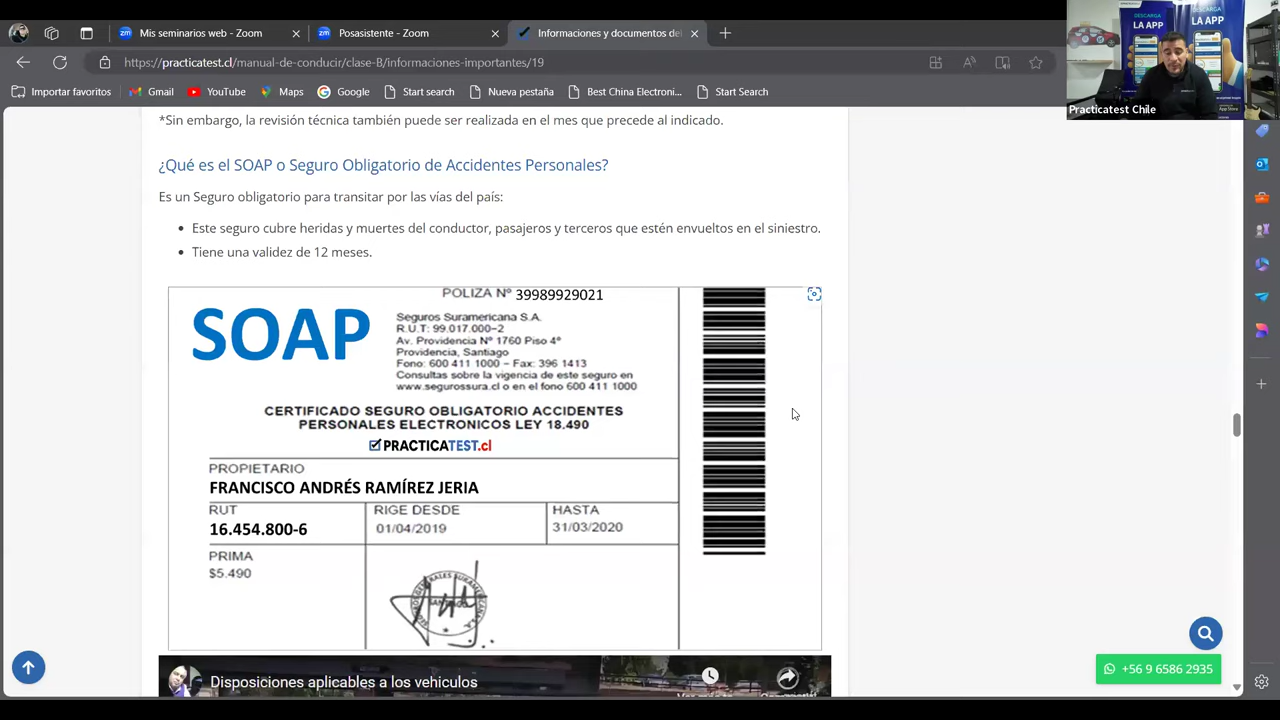 Mis seminarios web - Zoom
Posasistente - Zoom
Informaciones y documentos de
https://practicatest.cl/manual-de-conducir/clase-B/informaciones-importantes/19
Importar favoritos
Gmail
YouTube
Maps
Google
Start search
Nueva pestaña
Best China Electroni...
Start Search
DESCARGA
LA APP
DESCARGA
LA APP
Practicatest Chile
*Sin embargo, la revisión técnica también puede ser realizada en el mes que precede al indicado.
¿Qué es el SOAP o Seguro Obligatorio de Accidentes Personales?
Es un Seguro obligatorio para transitar por las vías del país:
• Este seguro cubre heridas y muertes del conductor, pasajeros y terceros que estén envueltos en el siniestro.
• Tiene una validez de 12 meses.
POLIZA Nº 39989929021
SOAP
Seguros Suramericana S.A.
R.U.T: 99.017.000-2
Av. Providencia Nº 1760 Piso 4º
Providencia, Santiago
Fono: 600 411 1000 - Fax: 396 1413
Consultas sobre la vigencia de este seguro en
www.segurossura.cl o en el fono 600 411 1000
CERTIFICADO SEGURO OBLIGATORIO ACCIDENTES
PERSONALES ELECTRONICOS LEY 18.490
PRACTICATEST.cl
PROPIETARIO
FRANCISCO ANDRÉS RAMÍREZ JERIA
RUT
16.454.800-6
RIGE DESDE
01/04/2019
HASTA
31/03/2020
PRIMA
$5.490
Disposiciones aplicables a los vehiculos
+56 9 6586 2935